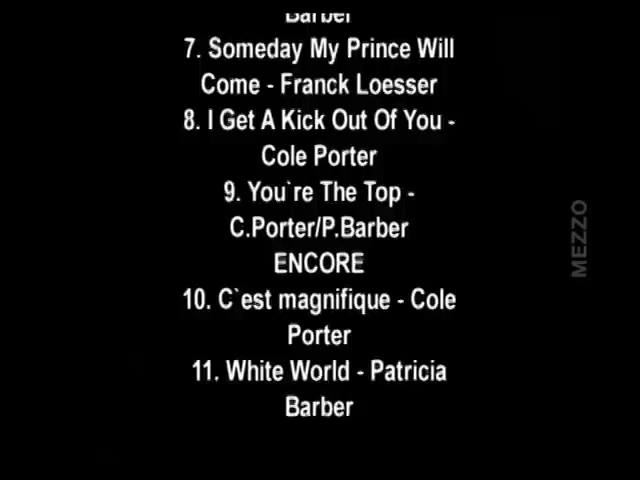 Barber
7. Someday My Prince Will
Come - Franck Loesser
8. I Get A Kick Out Of You -
Cole Porter
9. You`re The Top -
C.Porter/P.Barber
ENCORE
10. C`est magnifique - Cole
Porter
11. White World - Patricia
Barber
MEZZO